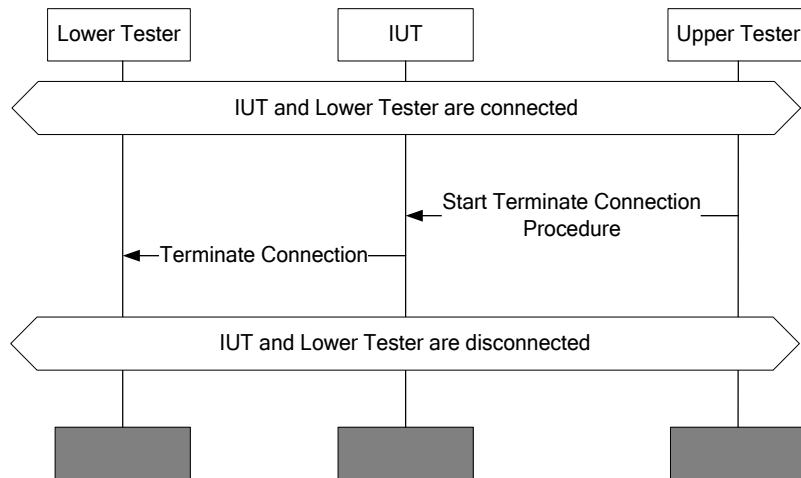 Lower Tester
IUT
Upper Tester
IUT and Lower Tester are connected
Start Terminate Connection
Procedure
Terminate Connection
IUT and Lower Tester are disconnected